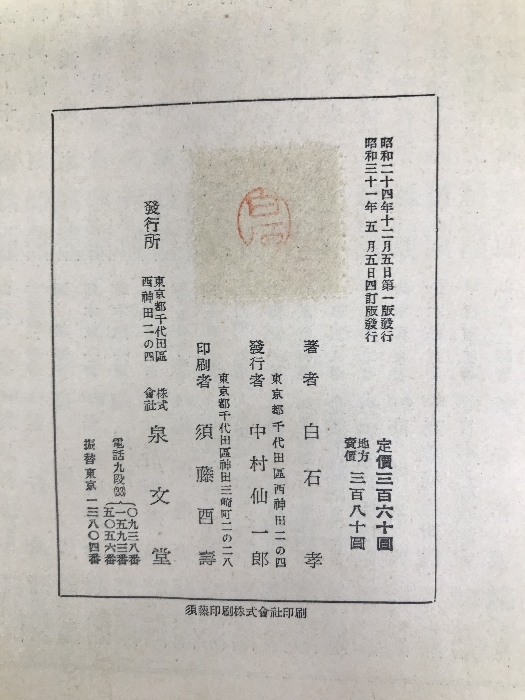 昭和二十四年十二月五日第一版發行
昭和三十一年 五 月五日四訂版發行
定價三百六十圓
地方賣價 三百八十圓
著者 白石 孝
東京都千代田區西神田二の四
發行者 中村仙一郎
東京都千代田區神田三崎町二の二八
印刷者 須藤酉壽
發行所
東京都千代田區
西神田二の四
株式會社 泉文堂
電話九段(33)
〇九三八番
一五九三番
五〇五六番
振替東京一三八〇四番
須藤印刷株式會社印刷